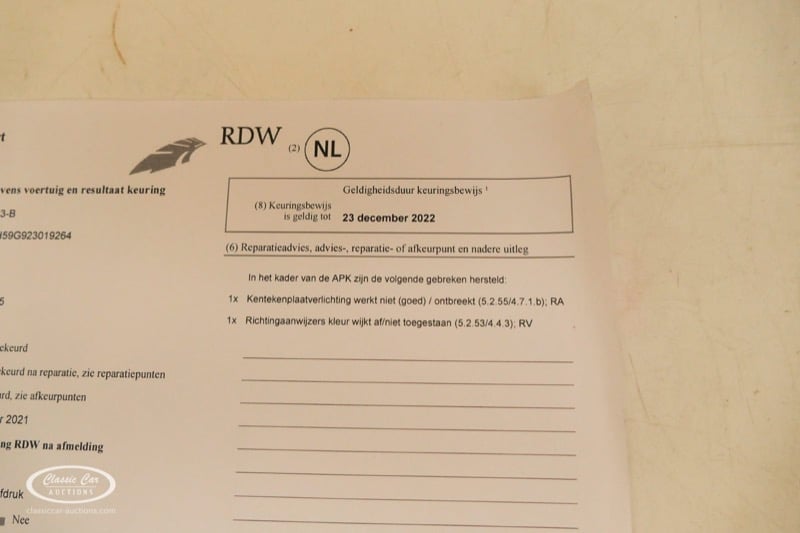 RDW (2) NL
vens voertuig en resultaat keuring
3-B
59G923019264
5
ekeurd
keurd na reparatie, zie reparatiepunten
rd, zie afkeurpunten
r 2021
ng RDW na afmelding
fdruk
Nee
Geldigheidsduur keuringsbewijs ¹
(8) Keuringsbewijs
is geldig tot 23 december 2022
(6) Reparatieadvies, advies-, reparatie- of afkeurpunt en nadere uitleg
In het kader van de APK zijn de volgende gebreken hersteld:
1x Kentekenplaatverlichting werkt niet (goed) / ontbreekt (5.2.55/4.7.1.b); RA
1x Richtingaanwijzers kleur wijkt af/niet toegestaan (5.2.53/4.4.3); RV
Classic Car
AUCTIONS
classiccar-auctions.com